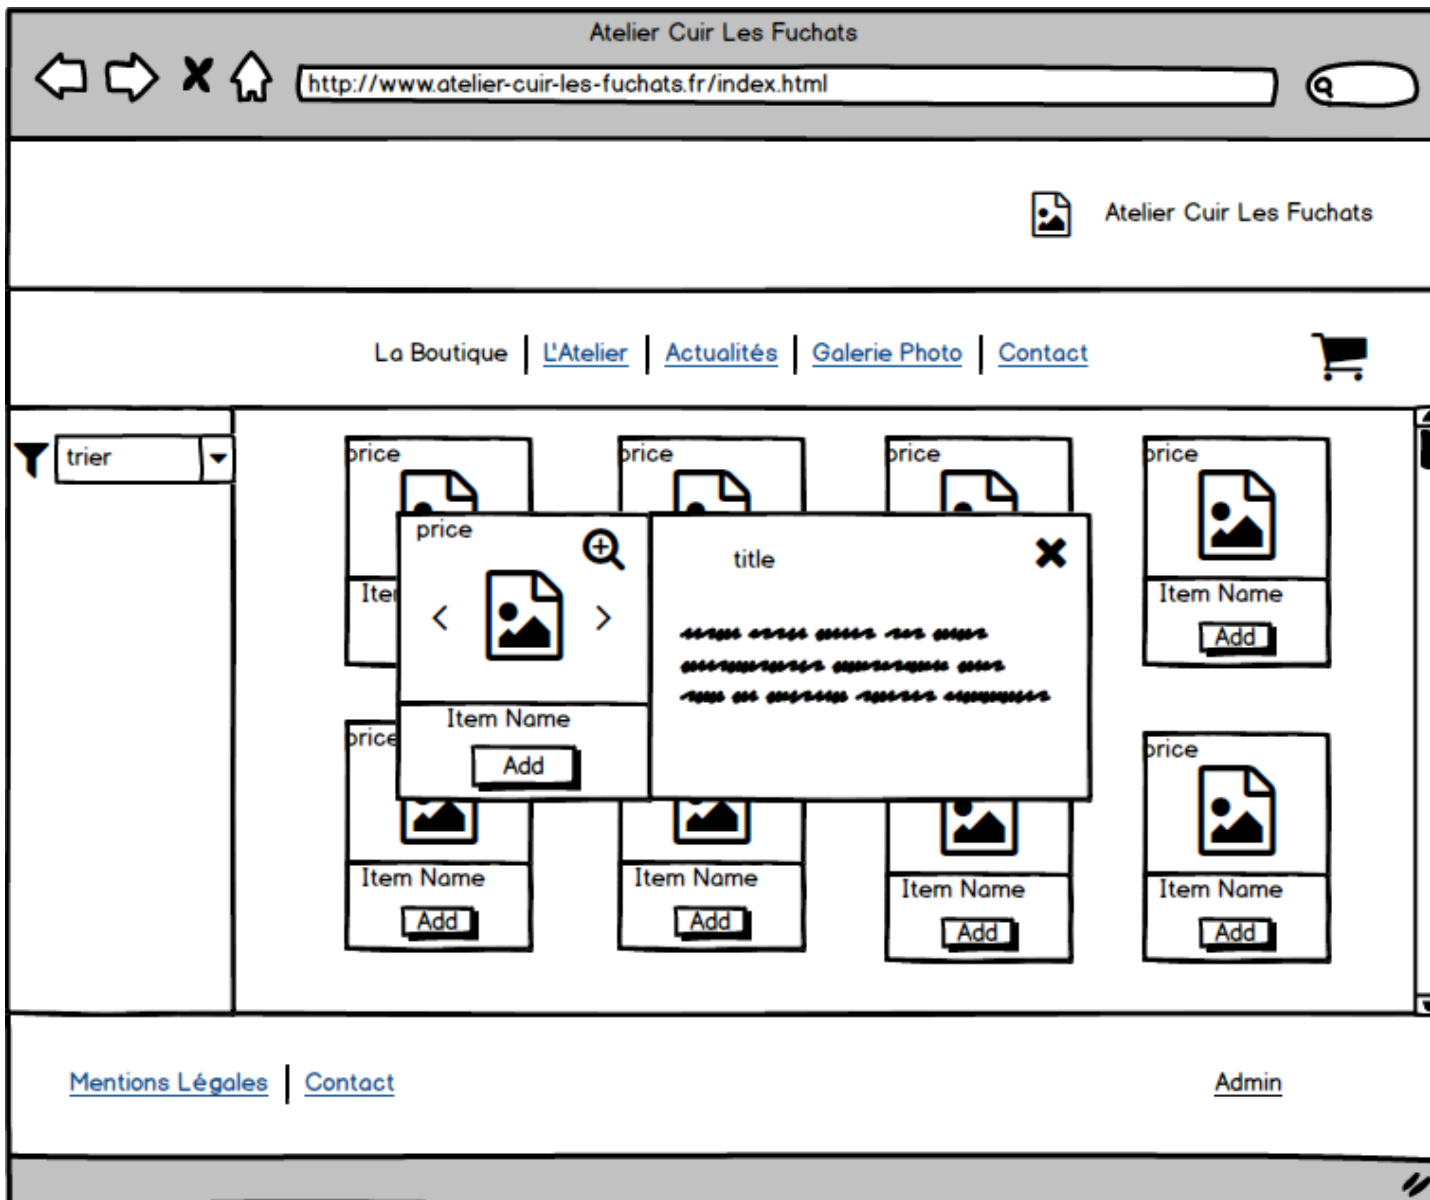 Atelier Cuir Les Fuchats
http://www.atelier-cuir-les-fuchats.fr/index.html
Atelier Cuir Les Fuchats
La Boutique L'Atelier Actualités Galerie Photo Contact
trier
price price price price
price
title
Item Name
Add
Item Name
Add
price
price
Item Name Item Name Item Name Item Name
Add Add Add Add
Mentions Légales Contact Admin